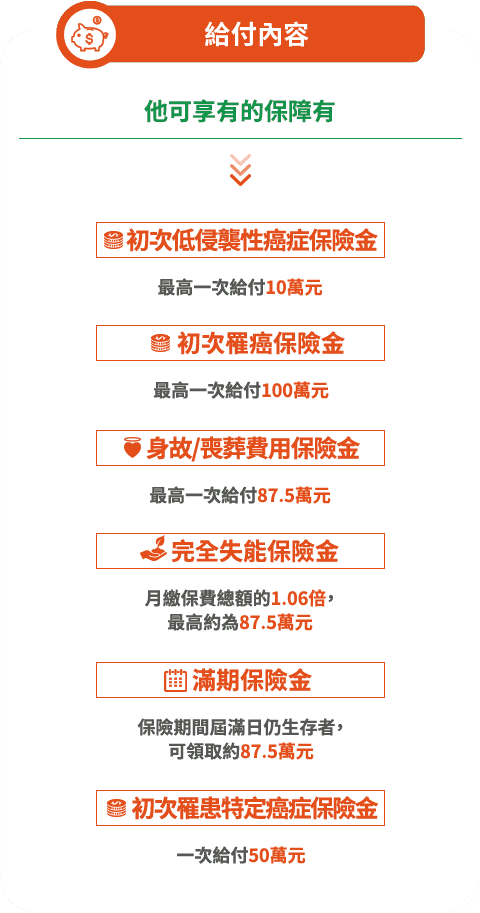 給付內容
他可享有的保障有
初次低侵襲性癌症保險金
最高一次給付10萬元
初次罹癌保險金
最高一次給付100萬元
身故/喪葬費用保險金
最高一次給付87.5萬元
完全失能保險金
月繳保費總額的1.06倍，
最高約為87.5萬元
滿期保險金
保險期間屆滿日仍生存者，
可領取約87.5萬元
初次罹患特定癌症保險金
一次給付50萬元